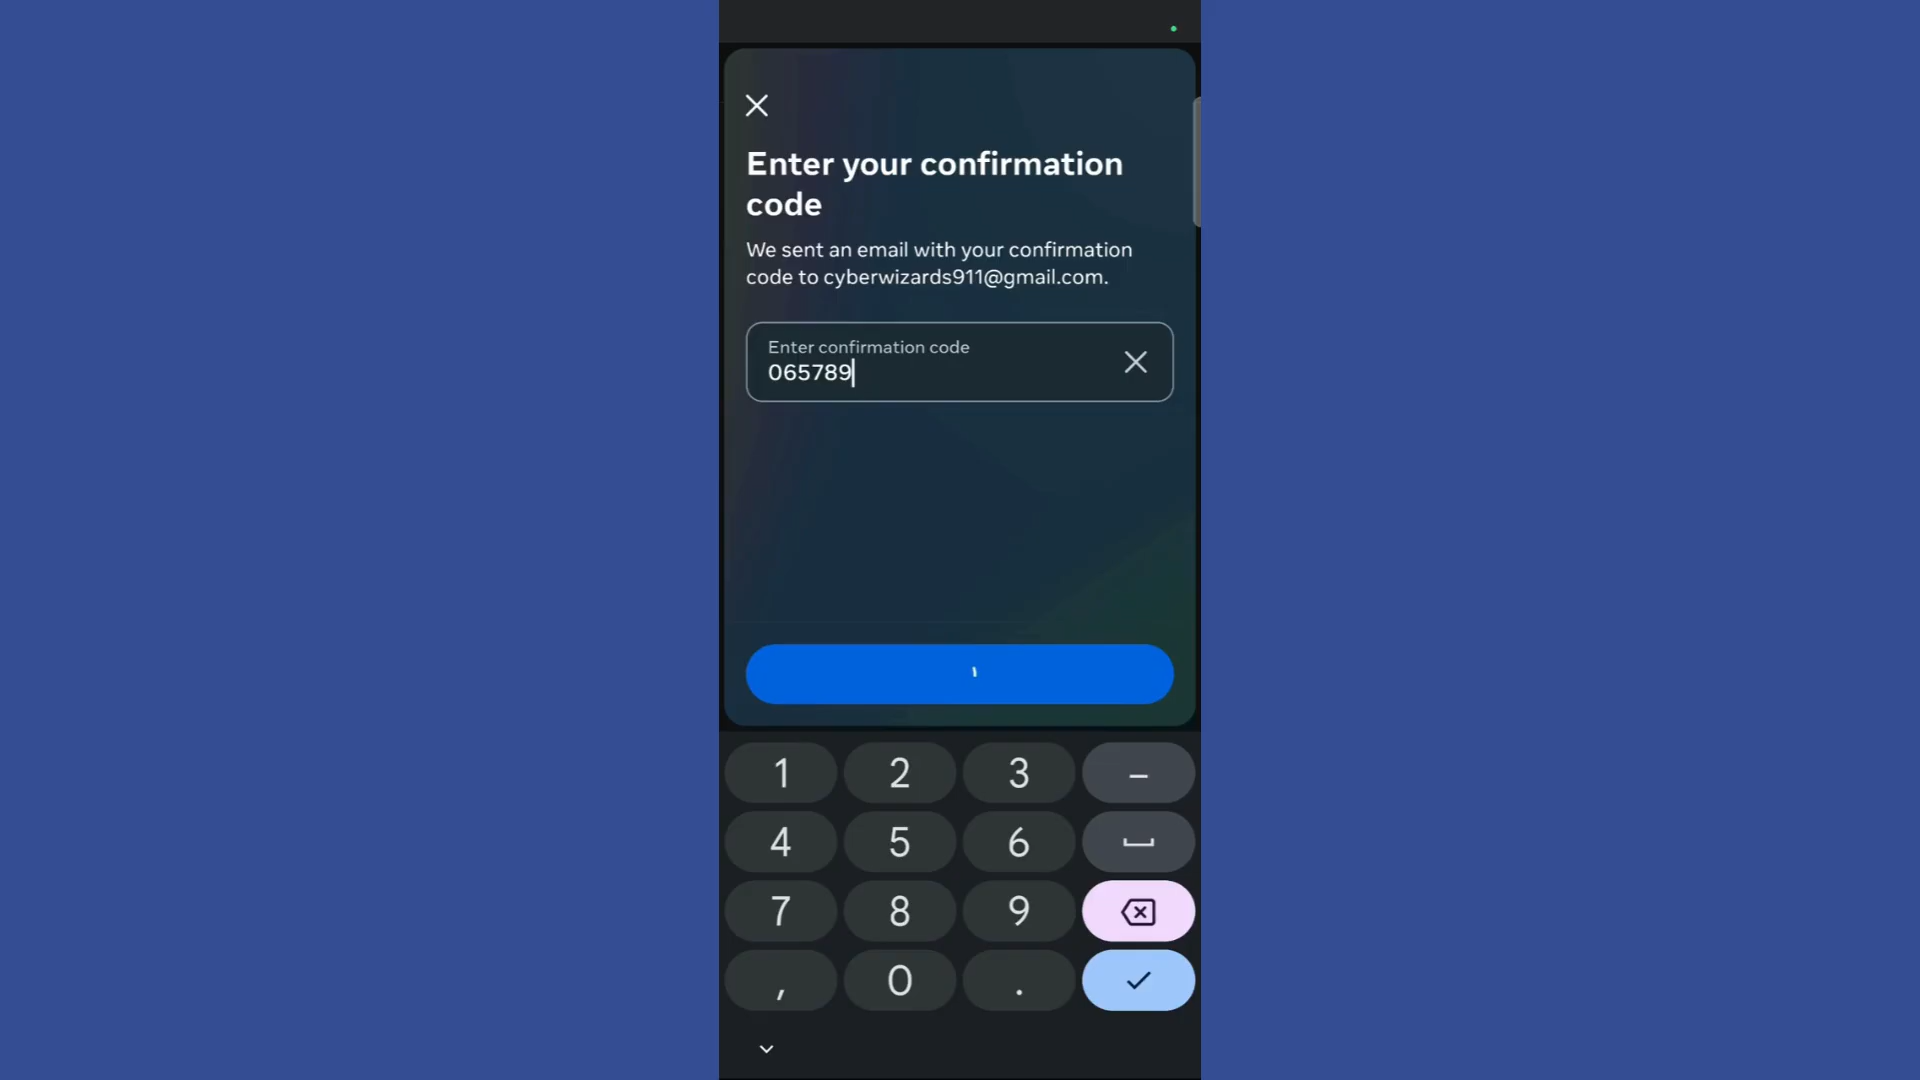 Enter your confirmation
code
We sent an email with your confirmation
code to cyberwizards911@gmail.com.
Enter confirmation code
065789
1 2 3 –
4 5 6
7 8 9
, 0 .